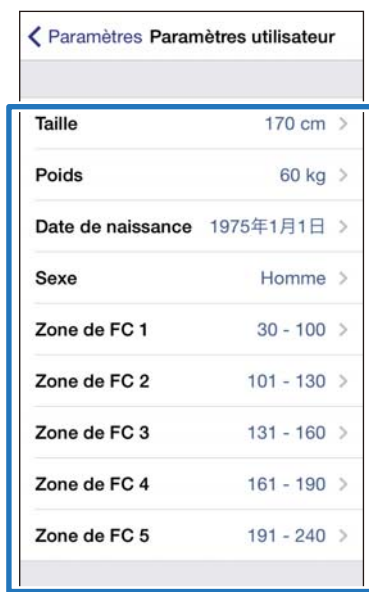 Paramètres Paramètres utilisateur
Taille 170 cm
Poids 60 kg
Date de naissance 1975年1月1日
Sexe Homme
Zone de FC 1 30 - 100
Zone de FC 2 101 - 130
Zone de FC 3 131 - 160
Zone de FC 4 161 - 190
Zone de FC 5 191 - 240